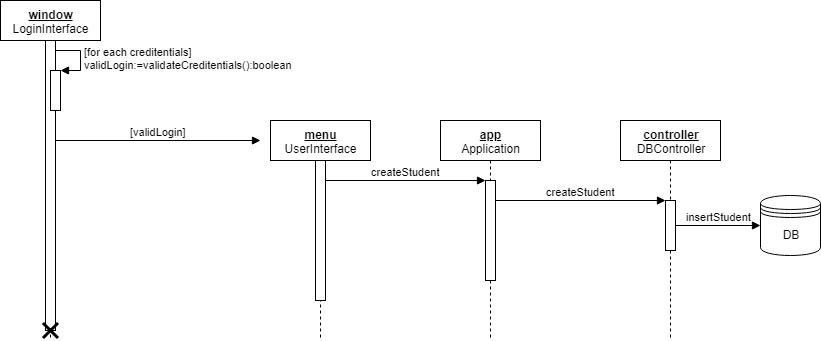 window
LoginInterface
[for each creditentials]
validLogin:=validateCreditentials():boolean
[validLogin]
menu
UserInterface
app
Application
controller
DBController
createStudent
createStudent
insertStudent
DB